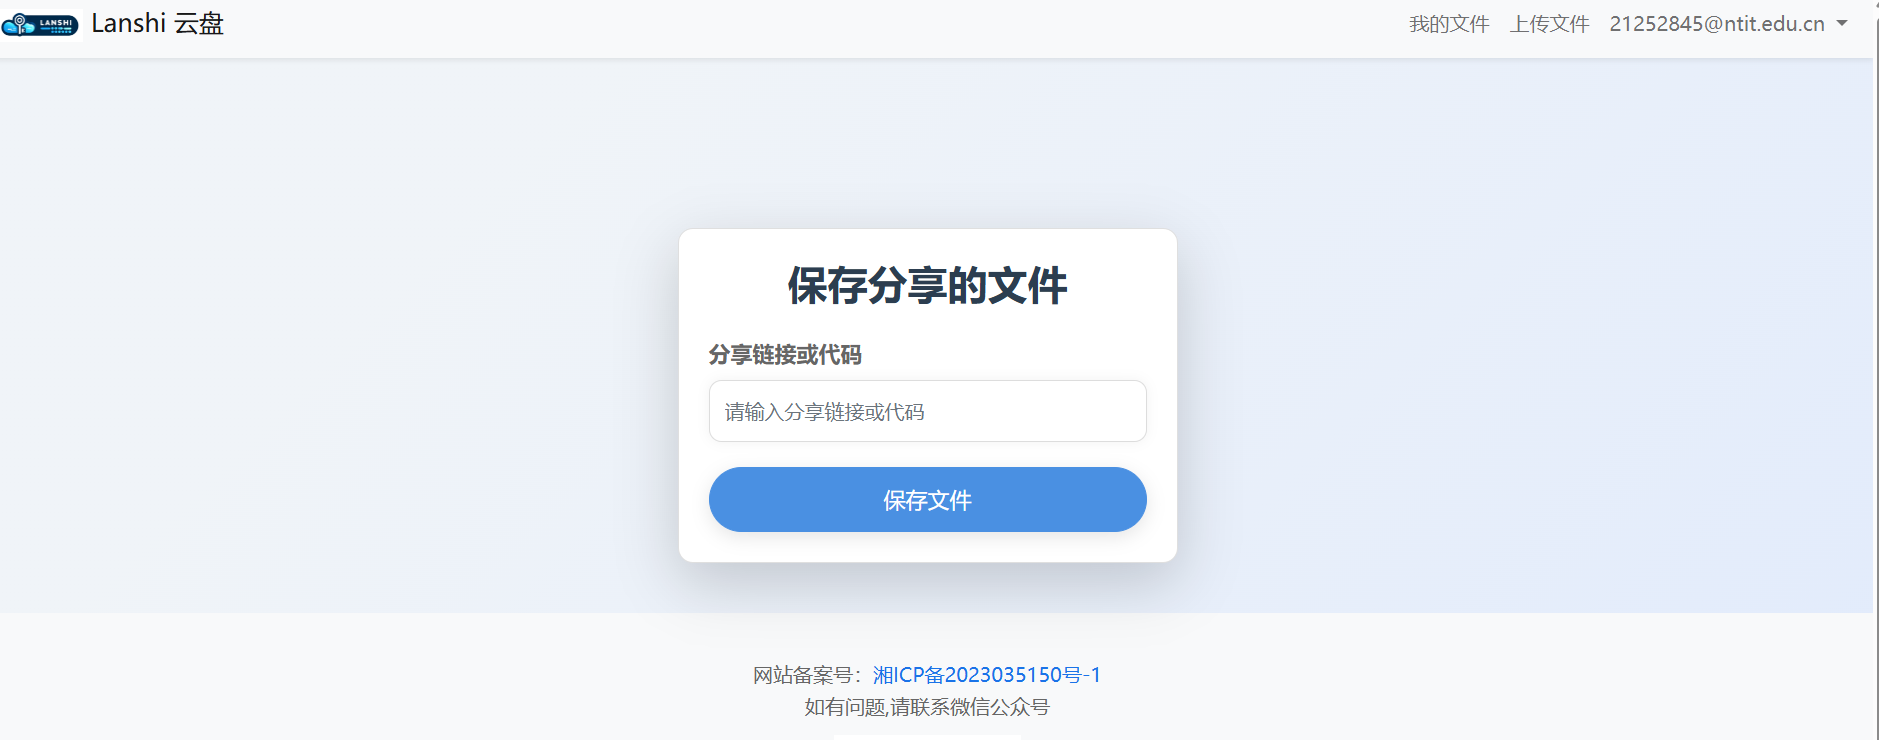 LANSHI
Lanshi 云盘
我的文件
上传文件
21252845@ntit.edu.cn
保存分享的文件
分享链接或代码
请输入分享链接或代码
保存文件
网站备案号：湘ICP备2023035150号-1
如有问题,请联系微信公众号